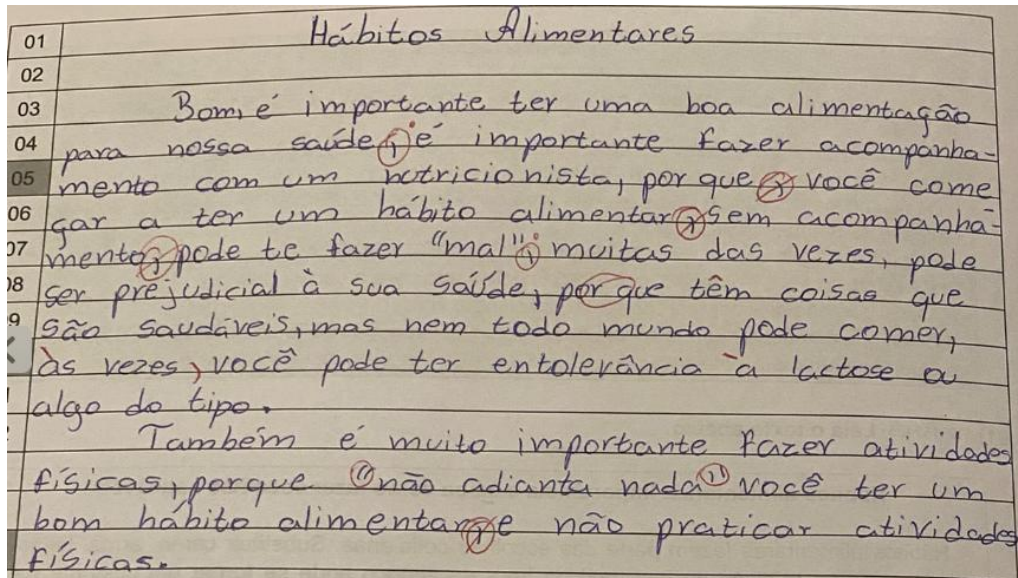 01 Hábitos Alimentares
02
03 Bom, é importante ter uma boa alimentação
04 para nossa saúde, é importante fazer acompanha-
05 mento com um nutricionista, por que, você come
06 çar a ter um hábito alimentar, sem acompanha-
07 mento, pode te fazer "mal", muitas das vezes, pode
08 ser prejudicial à sua saúde, por que têm coisas que
9 são saudáveis, mas nem todo mundo pode comer,
às vezes, você pode ter entolerância à lactose ou
algo do tipo.
Também é muito importante fazer atividades
físicas, porque "não adianta nada" você ter um
bom hábito alimentar, e não praticar atividades
físicas.